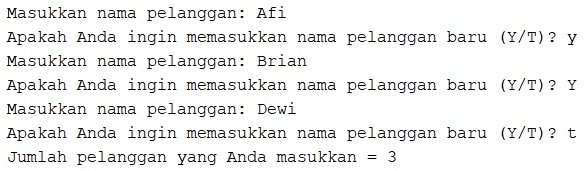 Masukkan nama pelanggan: Afi
Apakah Anda ingin memasukkan nama pelanggan baru (Y/T)? y
Masukkan nama pelanggan: Brian
Apakah Anda ingin memasukkan nama pelanggan baru (Y/T)? Y
Masukkan nama pelanggan: Dewi
Apakah Anda ingin memasukkan nama pelanggan baru (Y/T)? t
Jumlah pelanggan yang Anda masukkan = 3